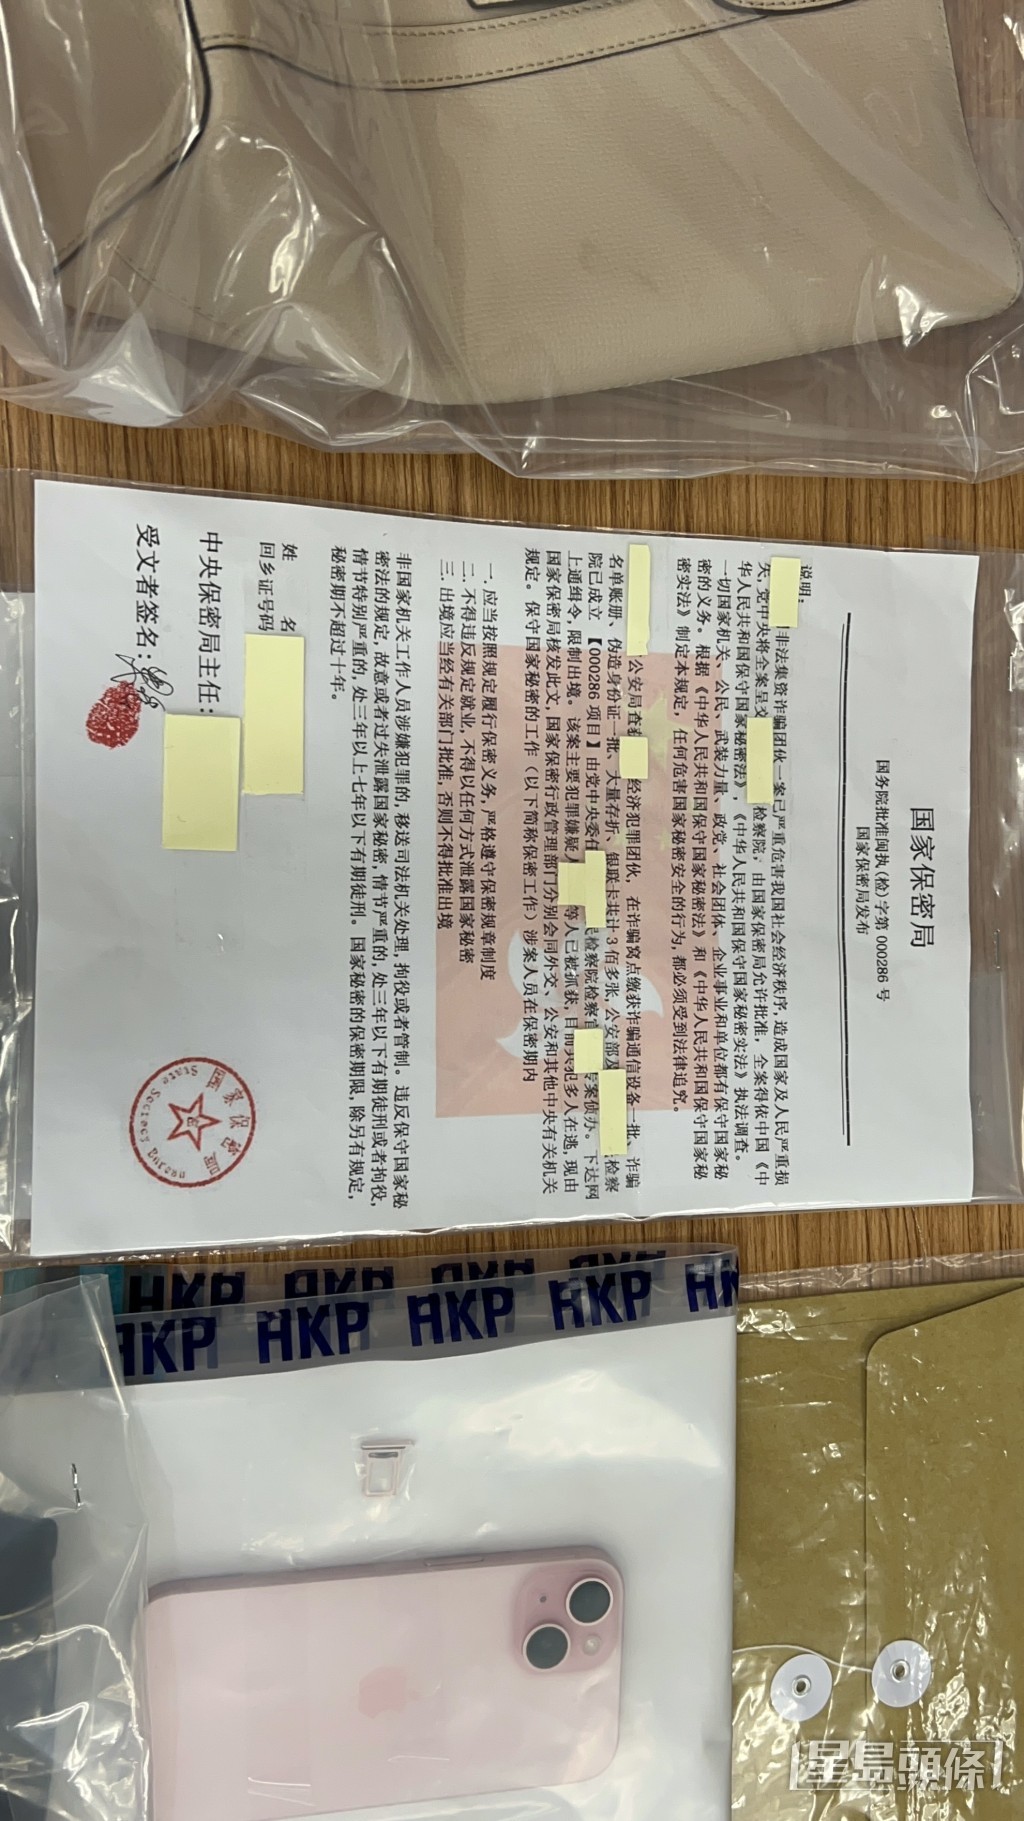 国家保密局
国务院批准闽执(检)字第 000286 号
国家保密局发布
说明:
非法集资诈骗团伙一案已严重危害我国社会经济秩序,造成国家及人民严重损
失,党中央将全案呈交 检察院,由国家保密局允许批准,全案得依中国《中
华人民共和国保守国家秘密法》,《中华人民共和国保守国家秘密实法》执法调查。
一切国家机关、公民、武装力量、政党、社会团体、企业事业和单位都有保守国家秘
密的义务。根据《中华人民共和国保守国家秘密法》和《中华人民共和国保守国家秘
密实法》制定本规定,任何危害国家秘密安全的行为,都必须受到法律追究。
公安局查 经济犯罪团伙,在诈骗窝点缴获诈骗通信设备一批、诈骗
名单账册、伪造身份证一批、大量存折、银联卡共计 3 佰多张,公安部及 检察
院已成立 【000286 项目】由党中央委任 民检察院检察官 专案侦办。下达网
上通缉令,限制出境。该案主要犯罪嫌疑人 等人已被抓获,目前共犯多人在逃,现由
国家保密局核发此文,国家保密行政管理部门分别会同外交、公安和其他中央有关机关
规定。保守国家秘密的工作(以下简称保密工作)涉案人员在保密期内
一.应当按照规定履行保密义务,严格遵守保密规章制度
二.不得违反规定就业,不得以任何方式泄露国家秘密
三.出境应当经有关部门批准,否则不得批准出境
非国家机关工作人员涉嫌犯罪的,移送司法机关处理,拘役或者管制。违反保守国家秘
密法的规定,故意或者过失泄露国家秘密,情节严重的,处三年以下有期徒刑或者拘役,
情节特别严重的,处三年以上七年以下有期徒刑。国家秘密的保密期限,除另有规定,
秘密期不超过十年。
姓 名
回乡证号码
中央保密局主任:
受文者签名:
国家保密局
State Secrets
HKP HKP HKP HKP HKP
HKP HKP HKP HKP
星島頭條